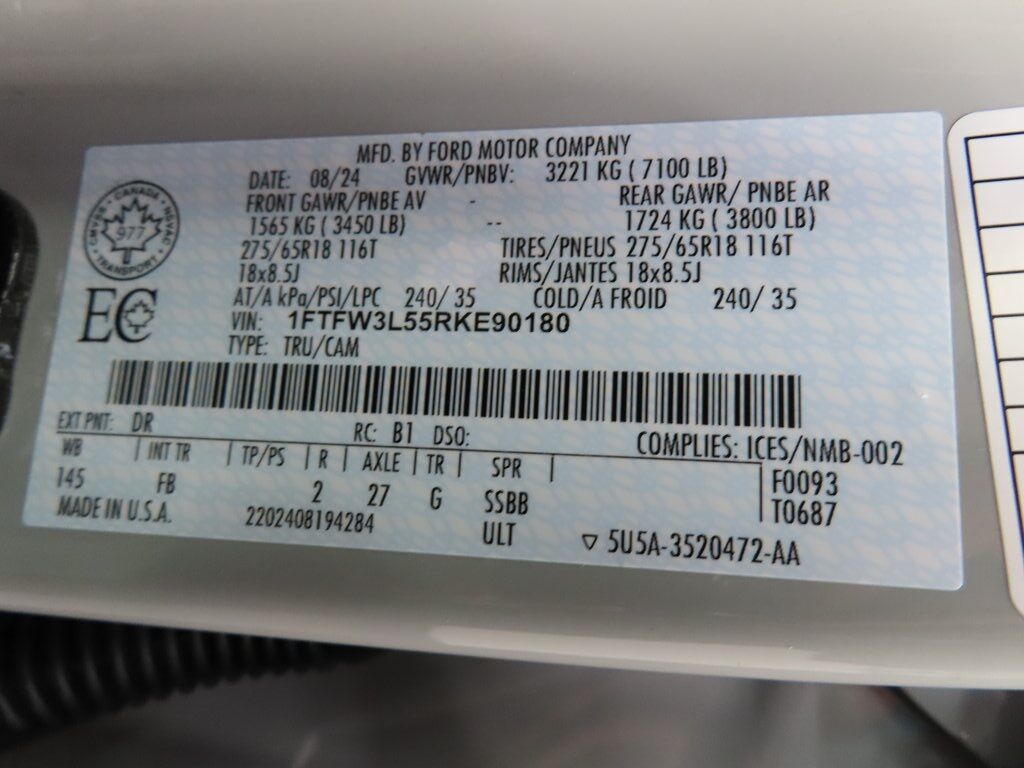 MFD. BY FORD MOTOR COMPANY
DATE: 08/24 GVWR/PNBV: 3221 KG ( 7100 LB)
FRONT GAWR/PNBE AV - REAR GAWR/ PNBE AR
1565 KG ( 3450 LB) -- 1724 KG ( 3800 LB)
275/65R18 116T TIRES/PNEUS 275/65R18 116T
18x8.5J RIMS/JANTES 18x8.5J
AT/A kPa/PSI/LPC 240/ 35 COLD/A FROID 240/ 35
VIN: 1FTFW3L55RKE90180
TYPE: TRU/CAM
CANADA
CMVSS 977 NSVAC
TRANSPORT
EC
EXT PNT: DR RC: B1 DSO: COMPLIES: ICES/NMB-002
WB INT TR TP/PS R AXLE TR SPR F0093
145 FB 2 27 G SSBB T0687
MADE IN U.S.A. 2202408194284 ULT ▽ 5U5A-3520472-AA